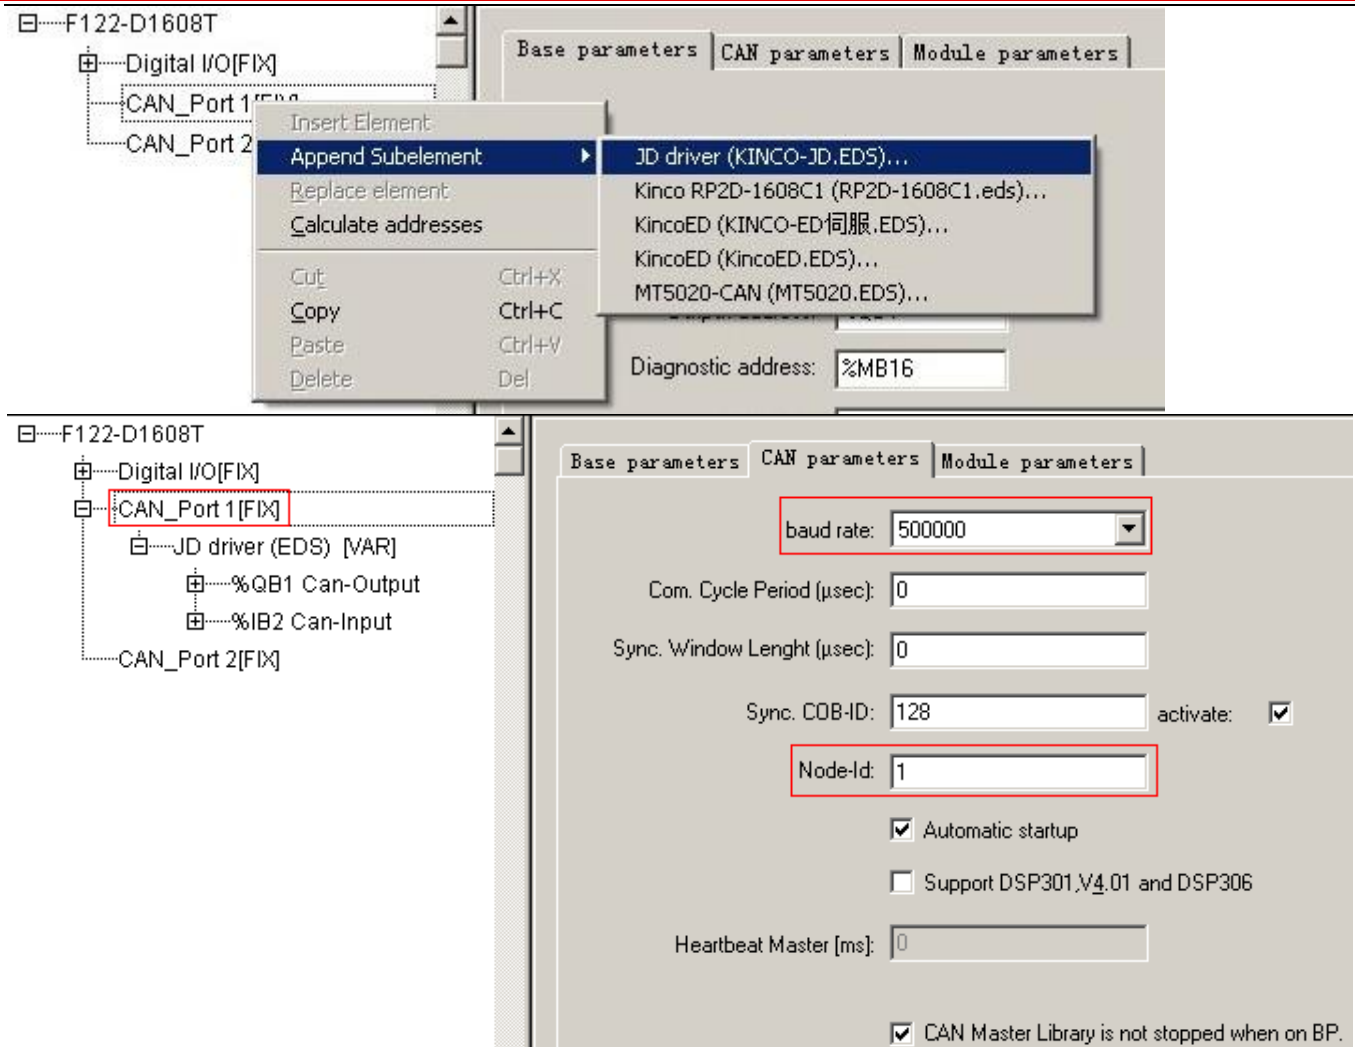 F122-D1608T
Digital I/O[FIX]
CAN_Port 1[FIX]
CAN_Port 2
Insert Element
Append Subelement
Replace element
Calculate addresses
Cut Ctrl+X
Copy Ctrl+C
Paste Ctrl+V
Delete Del
JD driver (KINCO-JD.EDS)...
Kinco RP2D-1608C1 (RP2D-1608C1.eds)...
KincoED (KINCO-ED伺服.EDS)...
KincoED (KincoED.EDS)...
MT5020-CAN (MT5020.EDS)...
Base parameters CAN parameters Module parameters
Diagnostic address: %MB16
F122-D1608T
Digital I/O[FIX]
CAN_Port 1[FIX]
JD driver (EDS) [VAR]
%QB1 Can-Output
%IB2 Can-Input
CAN_Port 2[FIX]
Base parameters CAN parameters Module parameters
baud rate: 500000
Com. Cycle Period (µsec): 0
Sync. Window Lenght (µsec): 0
Sync. COB-ID: 128 activate:
Node-Id: 1
Automatic startup
Support DSP301,V4.01 and DSP306
Heartbeat Master [ms]: 0
CAN Master Library is not stopped when on BP.